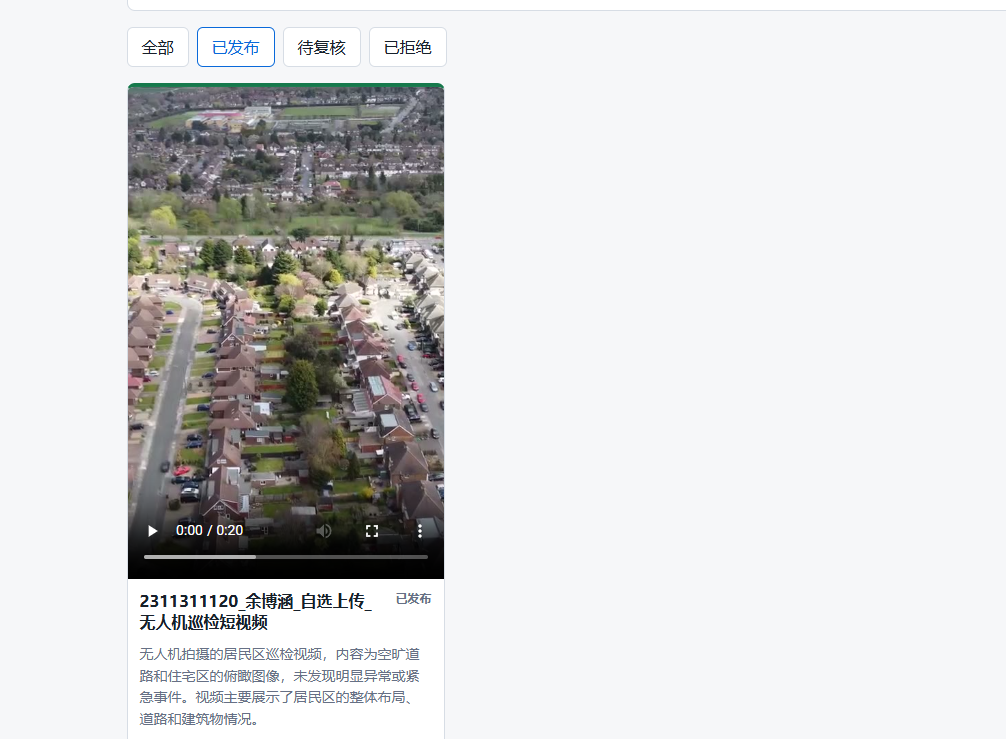 全部 已发布 待复核 已拒绝
0:00 / 0:20
2311311120_余博涵_自选上传_ 已发布
无人机巡检短视频
无人机拍摄的居民区巡检视频，内容为空旷道
路和住宅区的俯瞰图像，未发现明显异常或紧
急事件。视频主要展示了居民区的整体布局、
道路和建筑物情况。